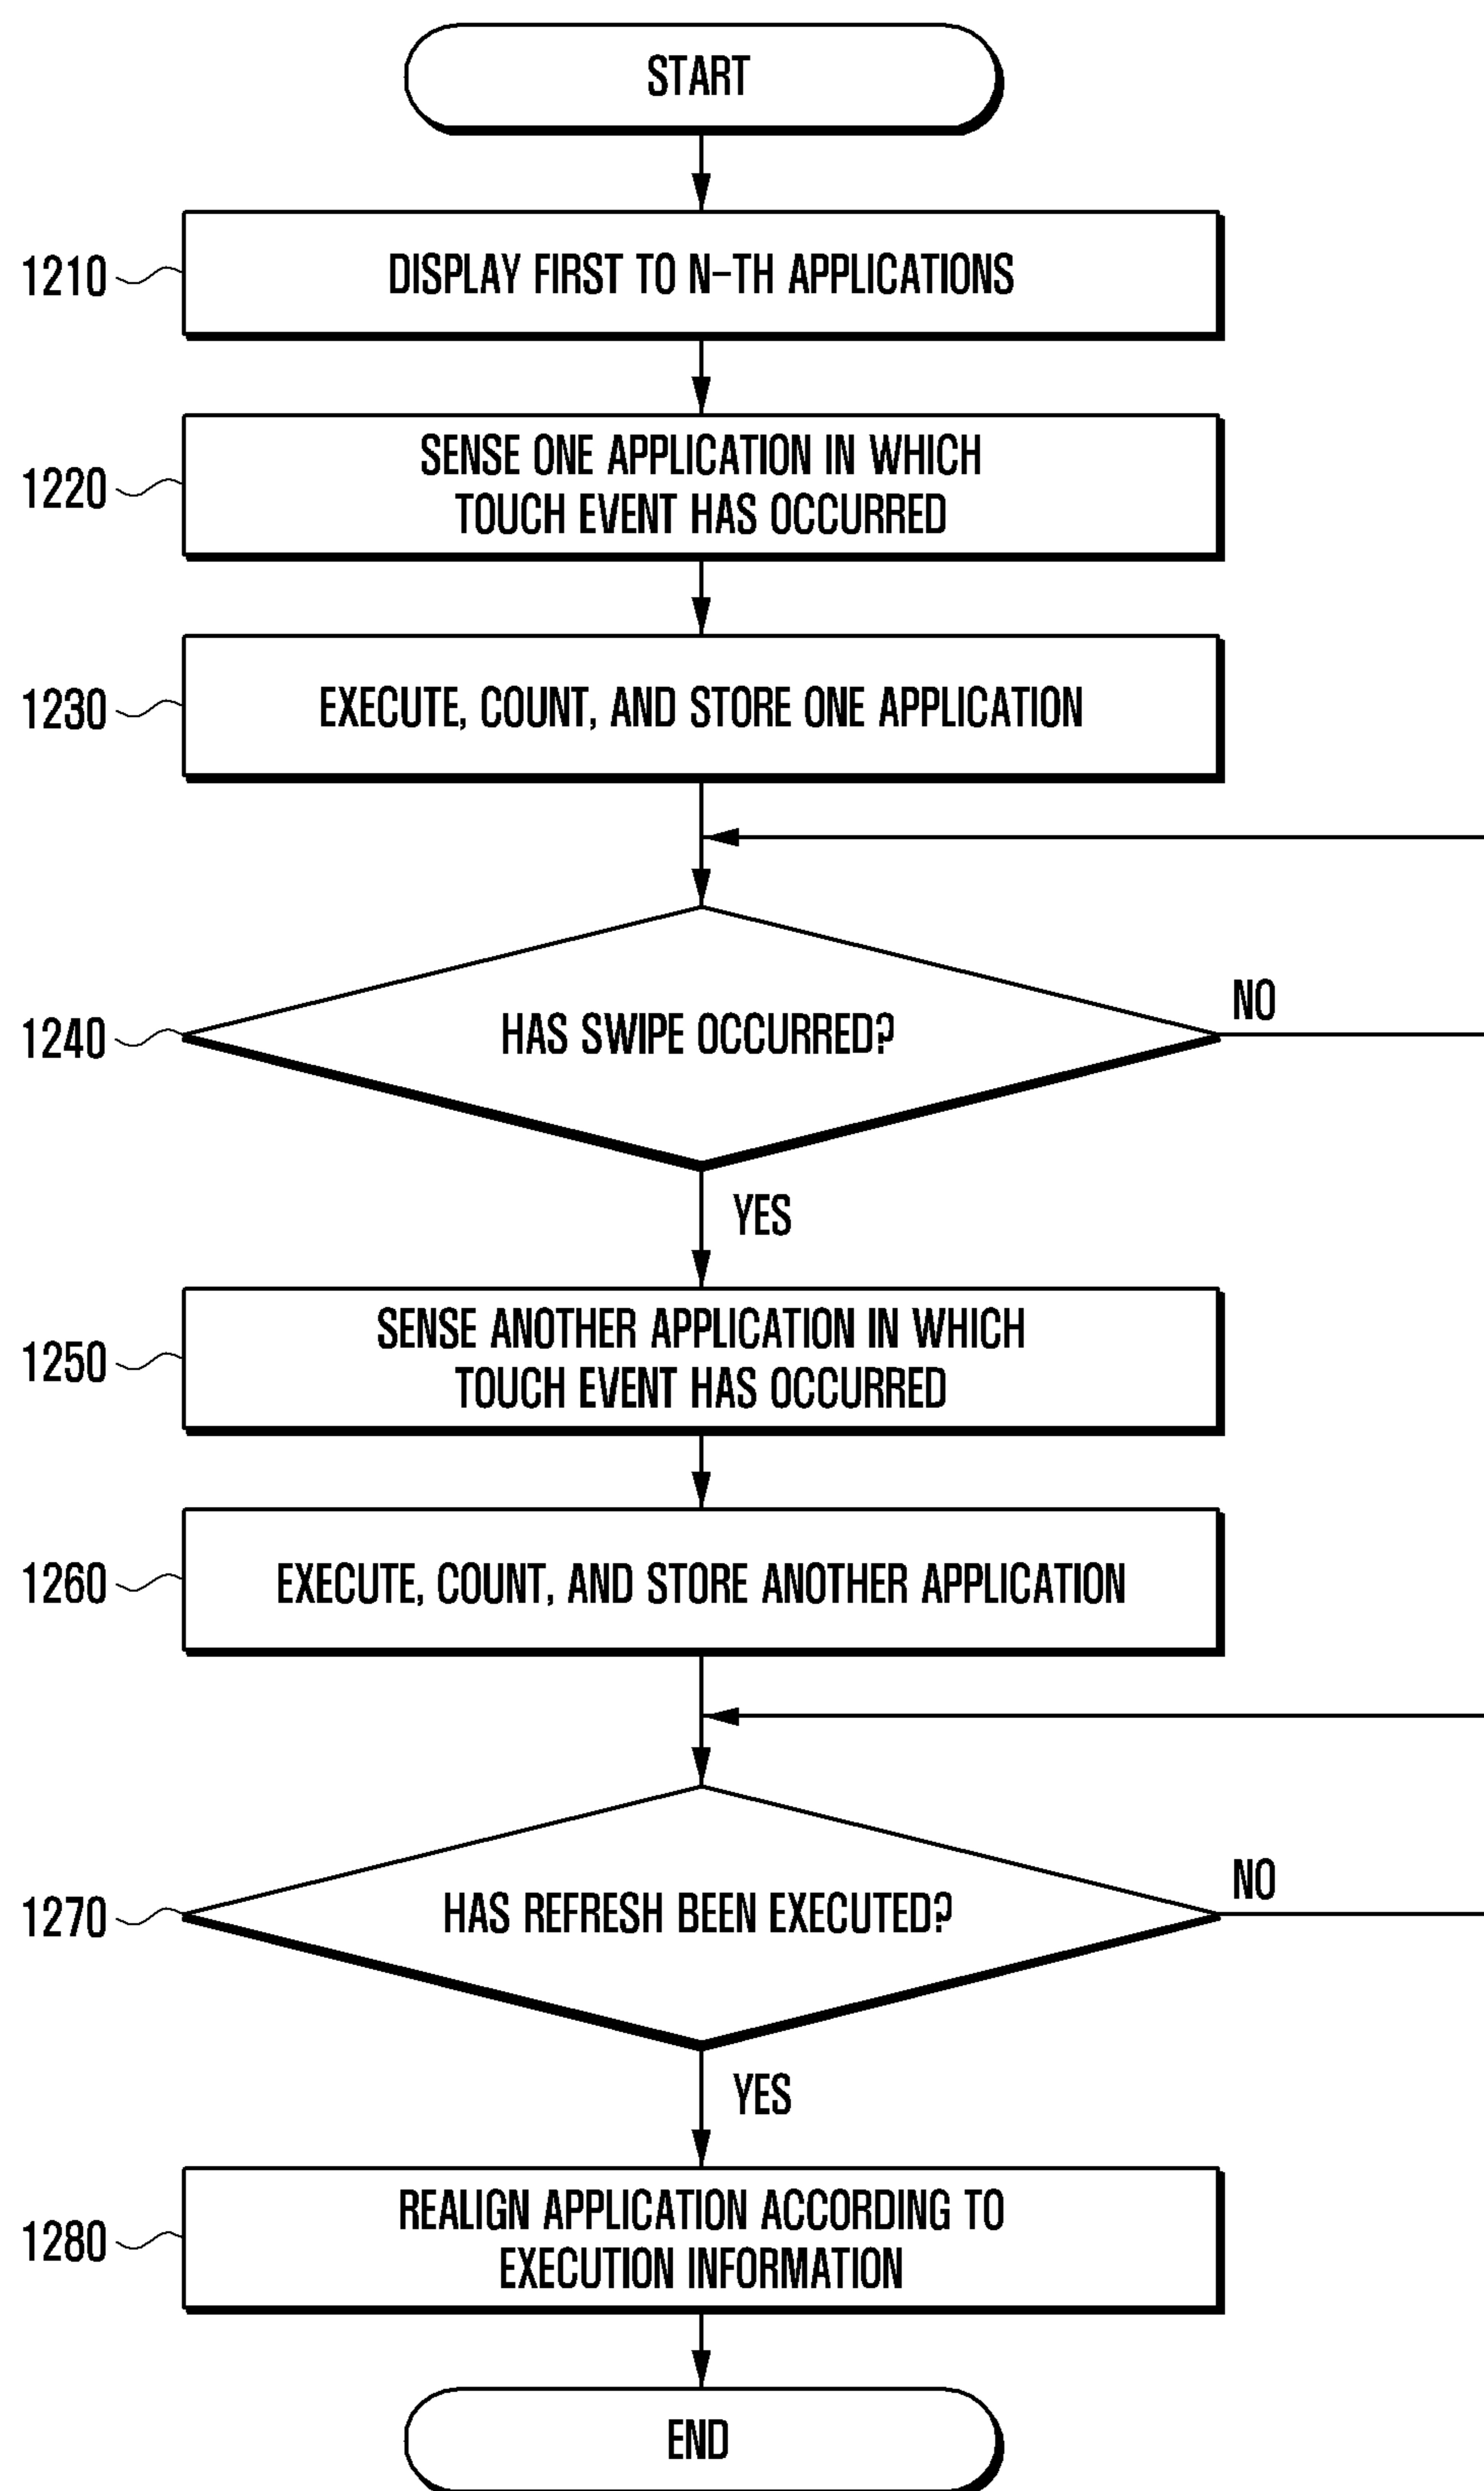 START
1210
DISPLAY FIRST TO N-TH APPLICATIONS
1220
SENSE ONE APPLICATION IN WHICH
TOUCH EVENT HAS OCCURRED
1230
EXECUTE, COUNT, AND STORE ONE APPLICATION
1240
HAS SWIPE OCCURRED?
NO
YES
1250
SENSE ANOTHER APPLICATION IN WHICH
TOUCH EVENT HAS OCCURRED
1260
EXECUTE, COUNT, AND STORE ANOTHER APPLICATION
1270
HAS REFRESH BEEN EXECUTED?
NO
YES
1280
REALIGN APPLICATION ACCORDING TO
EXECUTION INFORMATION
END